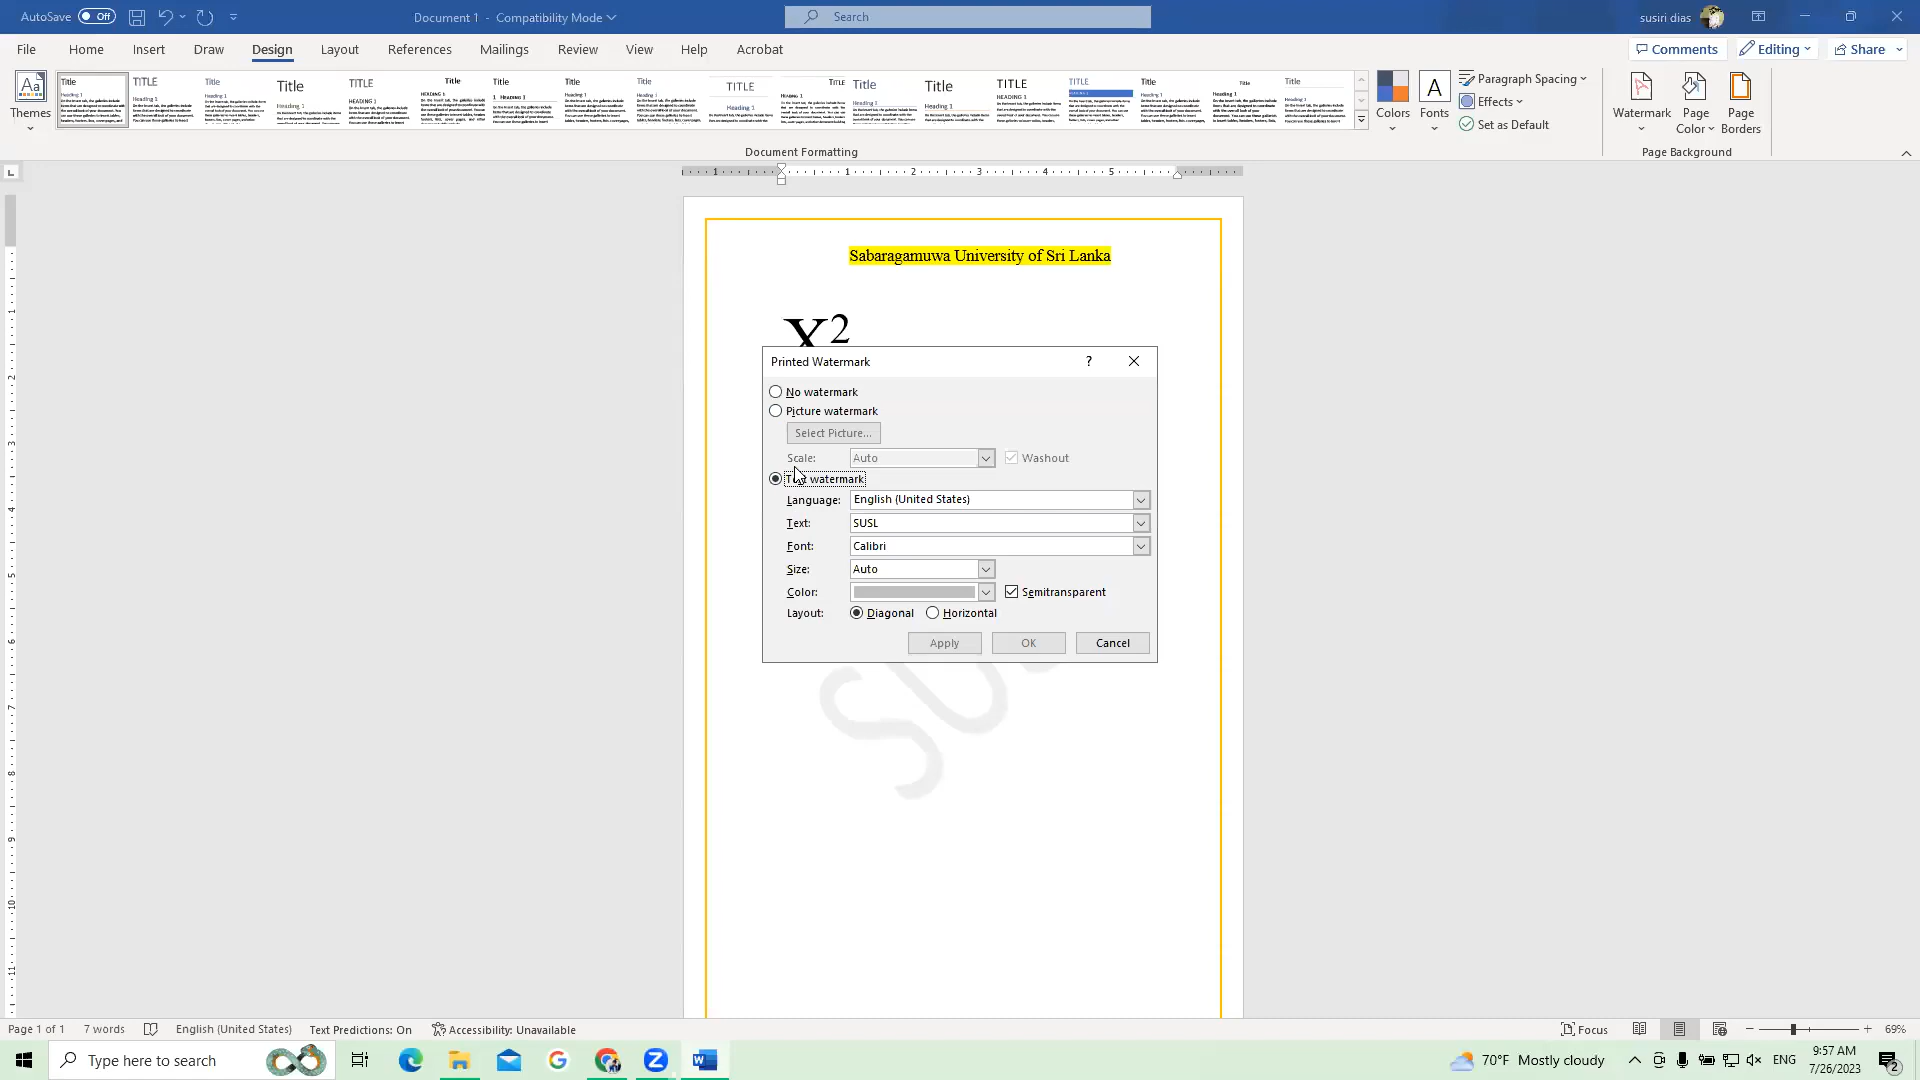 AutoSave Off
Document 1 - Compatibility Mode
Search
susiri dias
File Home Insert Draw Design Layout References Mailings Review View Help Acrobat
Comments Editing Share
Themes
Colors Fonts
Paragraph Spacing
Effects
Set as Default
Watermark Page Color Page Borders
Document Formatting
Page Background
Sabaragamuwa University of Sri Lanka
X2
Printed Watermark ?
No watermark
Picture watermark
Select Picture...
Scale: Auto Washout
Text watermark
Language: English (United States)
Text: SUSL
Font: Calibri
Size: Auto
Color: Semitransparent
Layout: Diagonal Horizontal
Apply OK Cancel
Page 1 of 1 7 words English (United States) Text Predictions: On Accessibility: Unavailable
Focus 69%
Type here to search
70°F Mostly cloudy
ENG
9:57 AM
7/26/2023
2